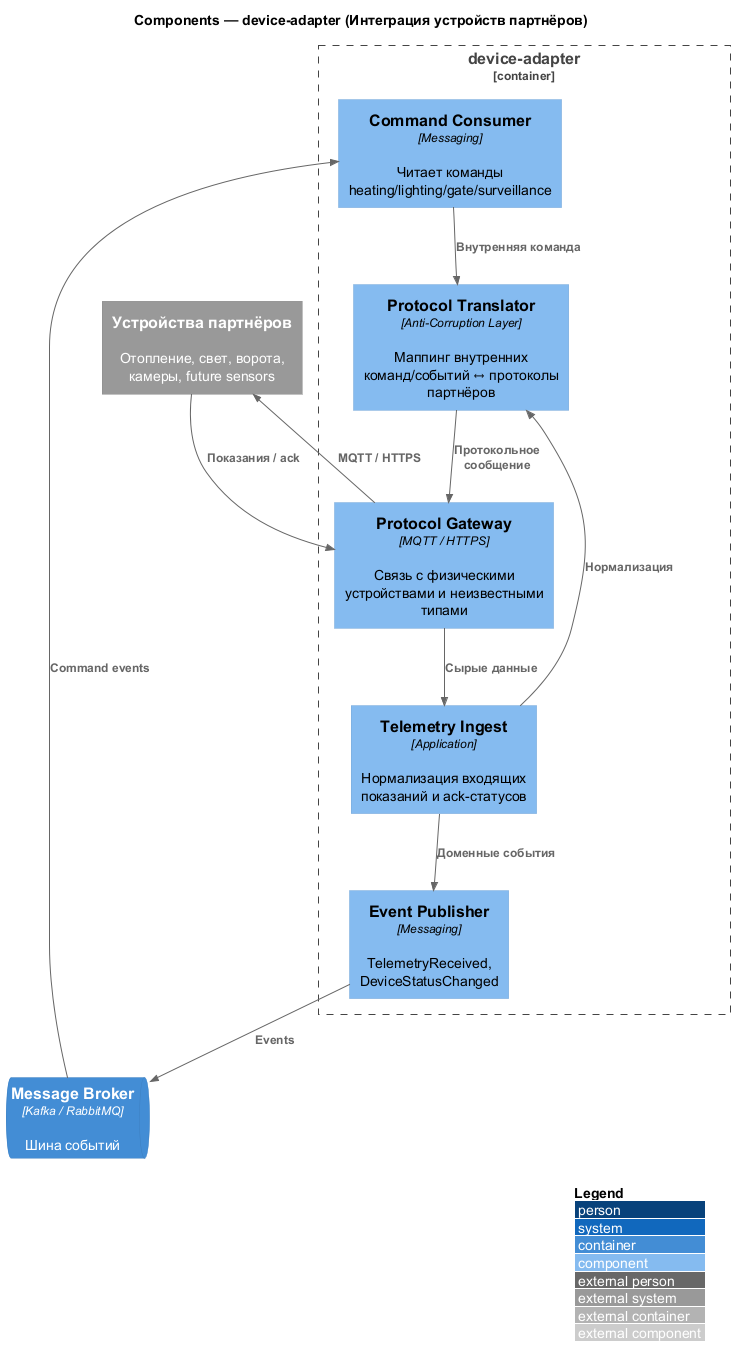 Components — device-adapter (Интеграция устройств партнёров)
device-adapter
[container]
Command Consumer
[Messaging]
Читает команды
heating/lighting/gate/surveillance
Внутренняя команда
Устройства партнёров
Отопление, свет, ворота,
камеры, future sensors
Protocol Translator
[Anti-Corruption Layer]
Маппинг внутренних
команд/событий ↔ протоколы
партнёров
Показания / ack
MQTT / HTTPS
Протокольное
сообщение
Protocol Gateway
[MQTT / HTTPS]
Связь с физическими
устройствами и неизвестными
типами
Нормализация
Command events
Сырые данные
Telemetry Ingest
[Application]
Нормализация входящих
показаний и ack-статусов
Доменные события
Event Publisher
[Messaging]
TelemetryReceived,
DeviceStatusChanged
Events
Message Broker
[Kafka / RabbitMQ]
Шина событий
Legend
person
system
container
component
external person
external system
external container
external component